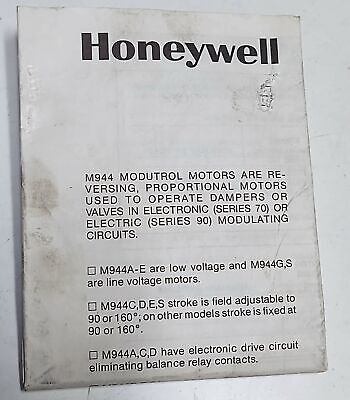 Honeywell
M944 MODUTROL MOTORS ARE RE-
VERSING, PROPORTIONAL MOTORS
USED TO OPERATE DAMPERS OR
VALVES IN ELECTRONIC (SERIES 70) OR
ELECTRIC (SERIES 90) MODULATING
CIRCUITS.
☐ M944A-E are low voltage and M944G,S
are line voltage motors.
☐ M944C,D,E,S stroke is field adjustable to
90 or 160°; on other models stroke is fixed at
90 or 160°.
☐ M944A,C,D have electronic drive circuit
eliminating balance relay contacts.